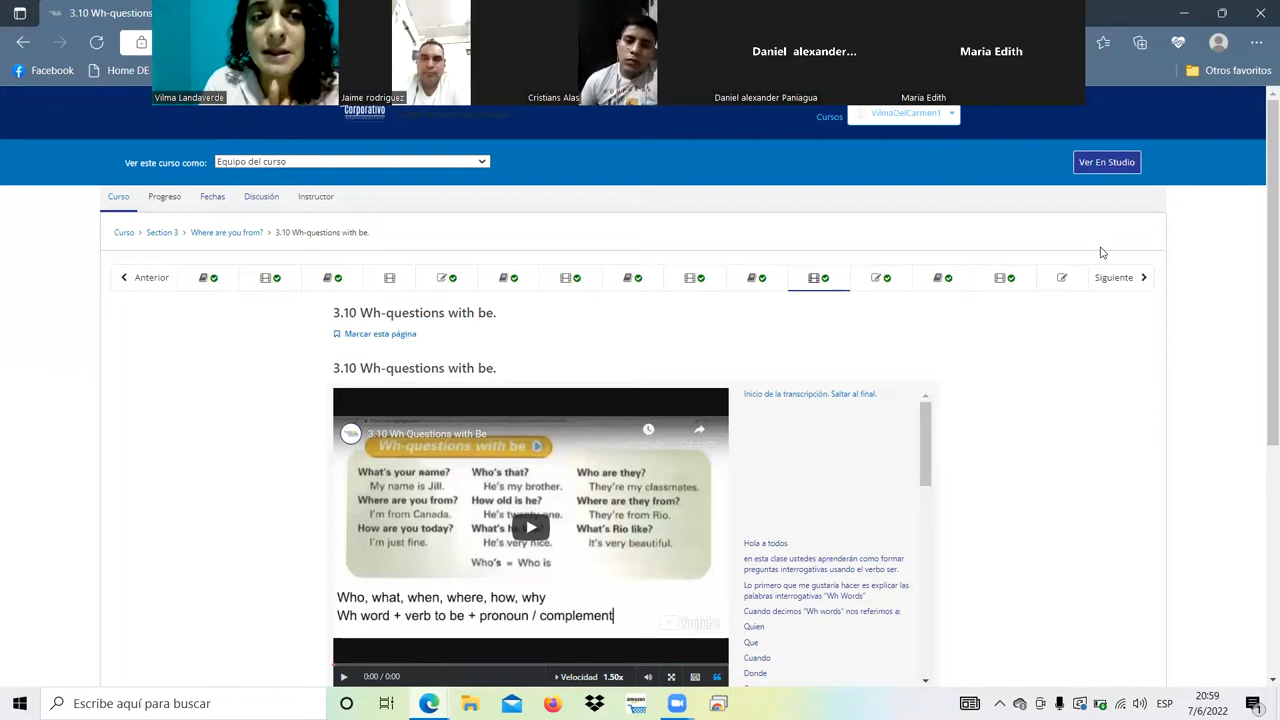 3.10 Wh-questions
Daniel alexander...
Maria Edith
Vilma Landaverde
Jaime rodriguez
Cristians Alas
Daniel alexander Paniagua
Maria Edith
Facebook
Home DE
Otros favoritos
Corporativo
Cursos
VilmaDelCarmen1
Ver este curso como:
Equipo del curso
Ver En Studio
Curso
Progreso
Fechas
Discusión
Instructor
Curso > Section 3 > Where are you from? > 3.10 Wh-questions with be.
Anterior
Siguiente
3.10 Wh-questions with be.
Marcar esta página
3.10 Wh-questions with be.
3.10 Wh Questions with Be
Wh-questions with be
What's your name?
My name is Jill.
Where are you from?
I'm from Canada.
How are you today?
I'm just fine.
Who's that?
He's my brother.
How old is he?
He's twenty-one.
What's he
He's very nice.
Who's = Who is
Who are they?
They're my classmates.
Where are they from?
They're from Rio.
What's Rio like?
It's very beautiful.
Who, what, when, where, how, why
Wh word + verb to be + pronoun / complement
YouTube
0:00 / 0:00
Velocidad 1.50x
Inicio de la transcripción. Saltar al final.
Hola a todos
en esta clase ustedes aprenderán como formar
preguntas interrogativas usando el verbo ser.
Lo primero que me gustaría hacer es explicar las
palabras interrogativas "Wh Words"
Cuando decimos "Wh words" nos referimos a:
Quien
Que
Cuando
Donde
Escribe aquí para buscar
amazon
ESP
20:59
7/6/2022
1